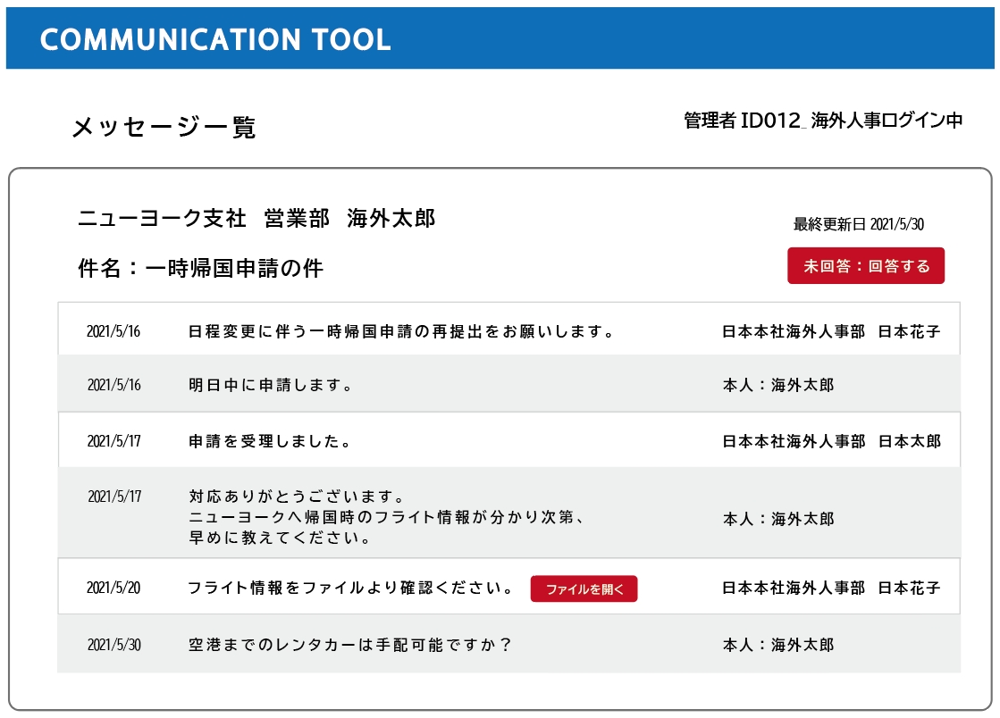 COMMUNICATION TOOL
メッセージ一覧
管理者 ID012_ 海外人事ログイン中
ニューヨーク支社　営業部　海外太郎
最終更新日 2021/5/30
件名：一時帰国申請の件
未回答：回答する
2021/5/16 日程変更に伴う一時帰国申請の再提出をお願いします。 日本本社海外人事部　日本花子
2021/5/16 明日中に申請します。 本人：海外太郎
2021/5/17 申請を受理しました。 日本本社海外人事部　日本太郎
2021/5/17 対応ありがとうございます。
ニューヨークへ帰国時のフライト情報が分かり次第、
早めに教えてください。
本人：海外太郎
2021/5/20 フライト情報をファイルより確認ください。 ファイルを開く 日本本社海外人事部　日本花子
2021/5/30 空港までのレンタカーは手配可能ですか？ 本人：海外太郎